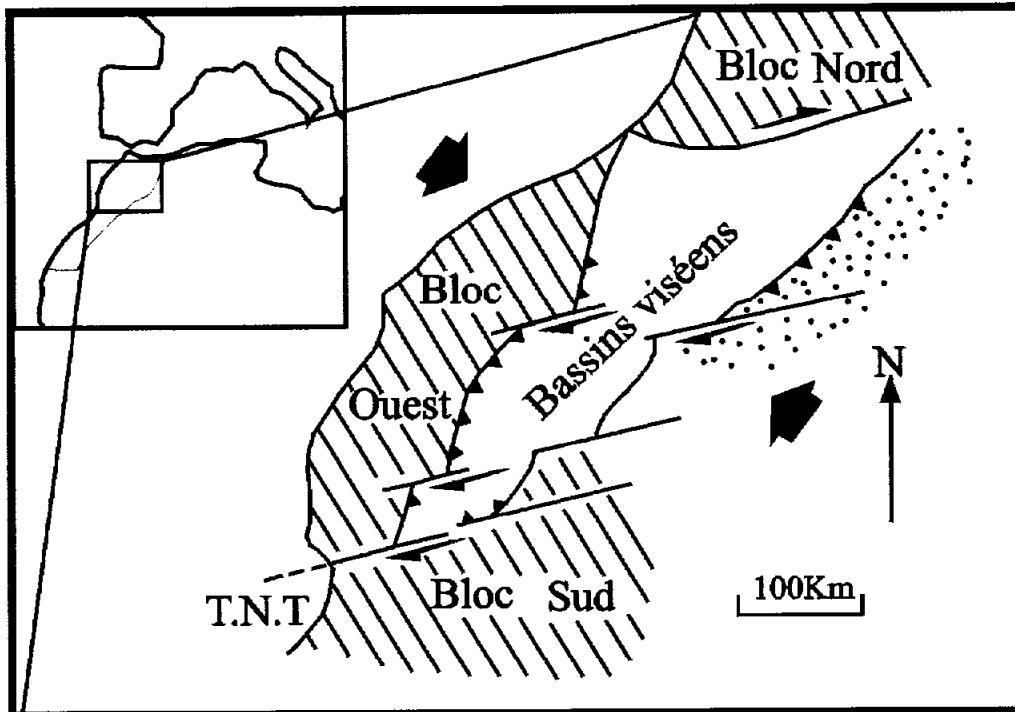 Bloc Nord
Bloc
Ouest
Bassins viséens
N
T.N.T
Bloc Sud
100Km